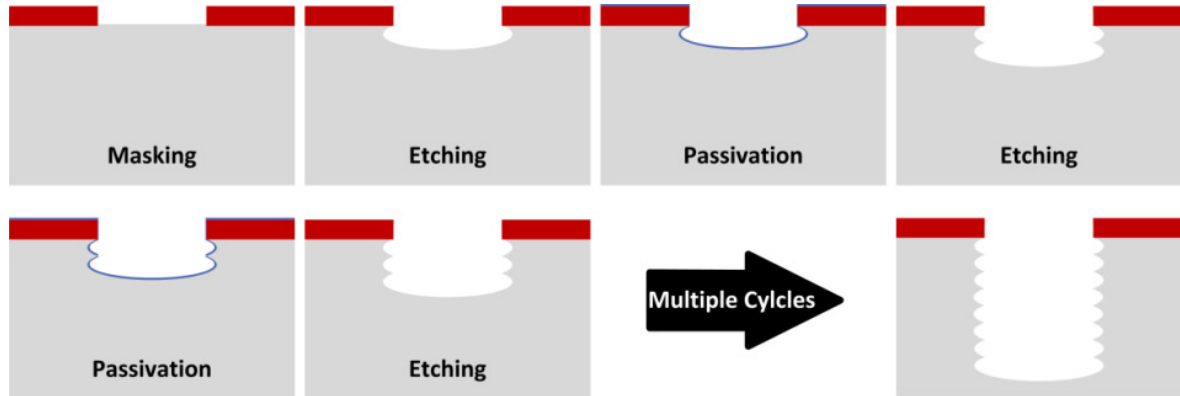 Masking
Etching
Passivation
Etching
Passivation
Etching
Multiple Cylcles